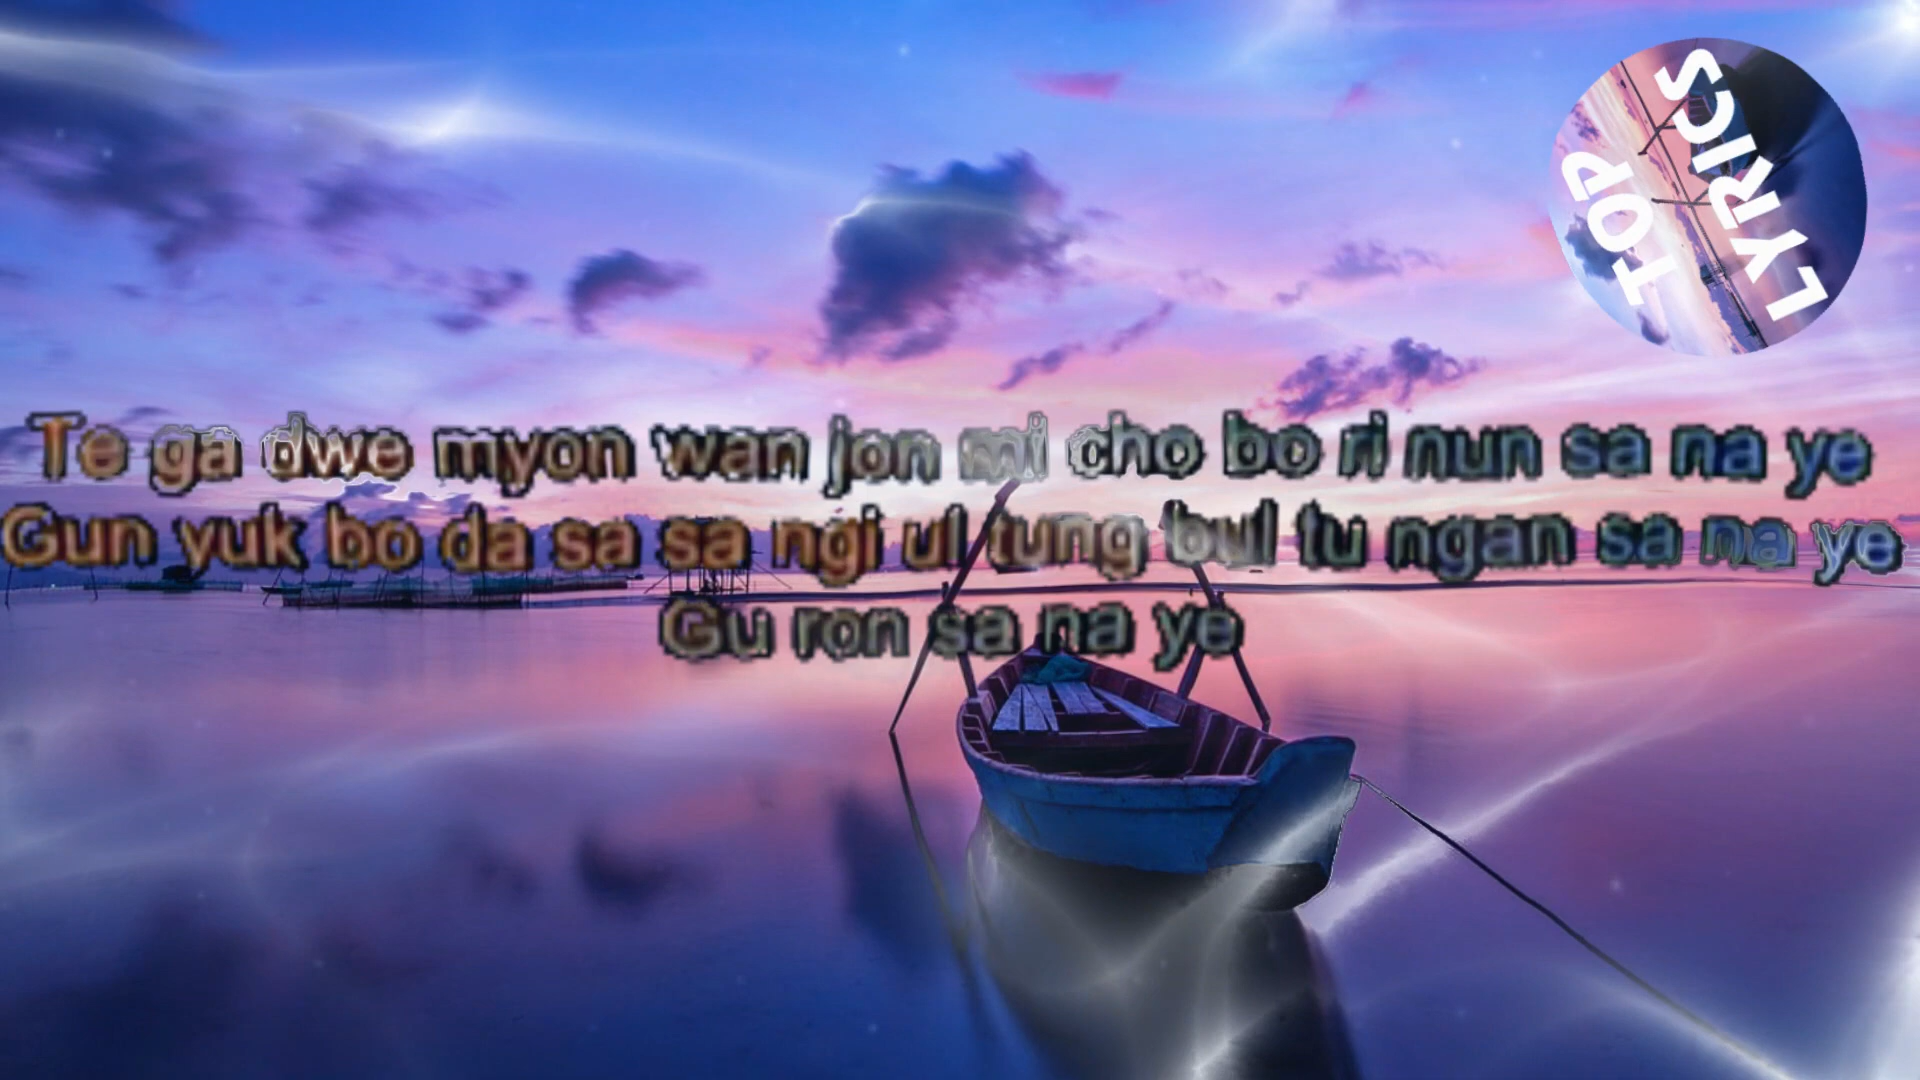 TOP
LYRICS
Te ga dwe myon wan jon mi cho bo ri nun sa na ye
Gun yuk bo da sa sa ngi ul tung bul tu ngan sa na ye
Gu ron sa na ye